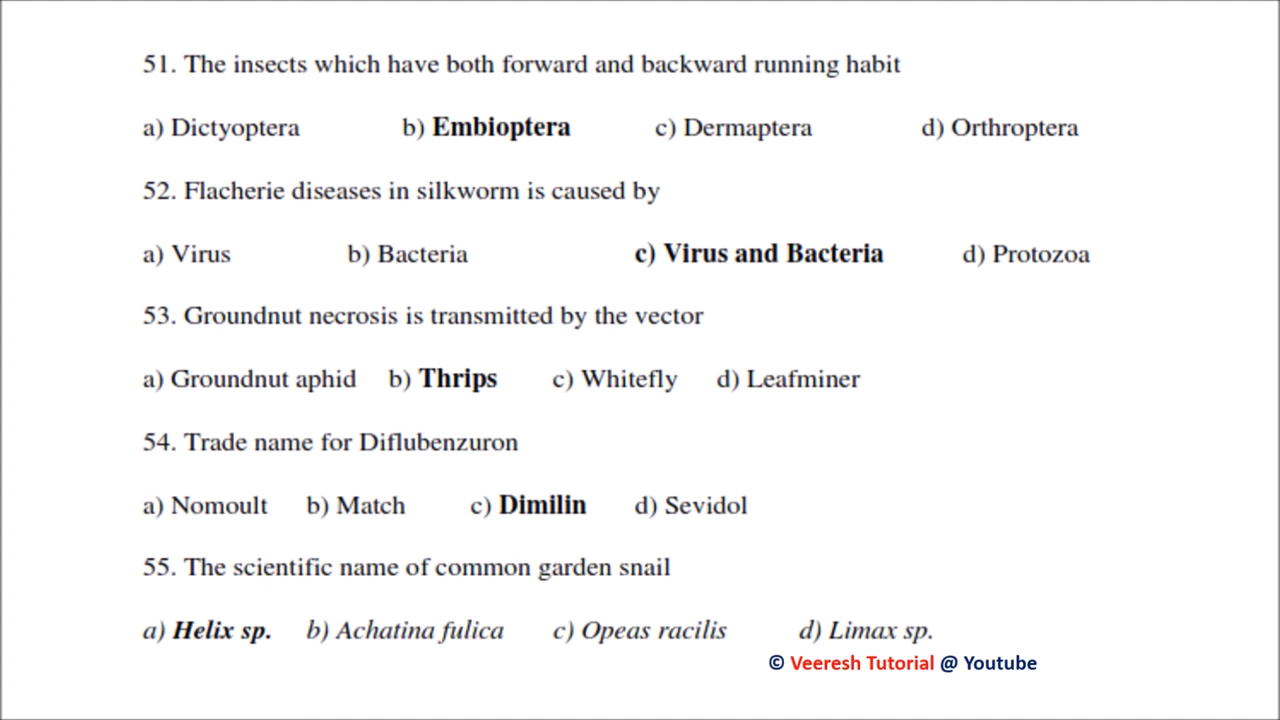 51. The insects which have both forward and backward running habit
a) Dictyoptera b) Embioptera c) Dermaptera d) Orthroptera
52. Flacherie diseases in silkworm is caused by
a) Virus b) Bacteria c) Virus and Bacteria d) Protozoa
53. Groundnut necrosis is transmitted by the vector
a) Groundnut aphid b) Thrips c) Whitefly d) Leafminer
54. Trade name for Diflubenzuron
a) Nomoult b) Match c) Dimilin d) Sevidol
55. The scientific name of common garden snail
a) Helix sp. b) Achatina fulica c) Opeas racilis d) Limax sp.
© Veeresh Tutorial @ Youtube